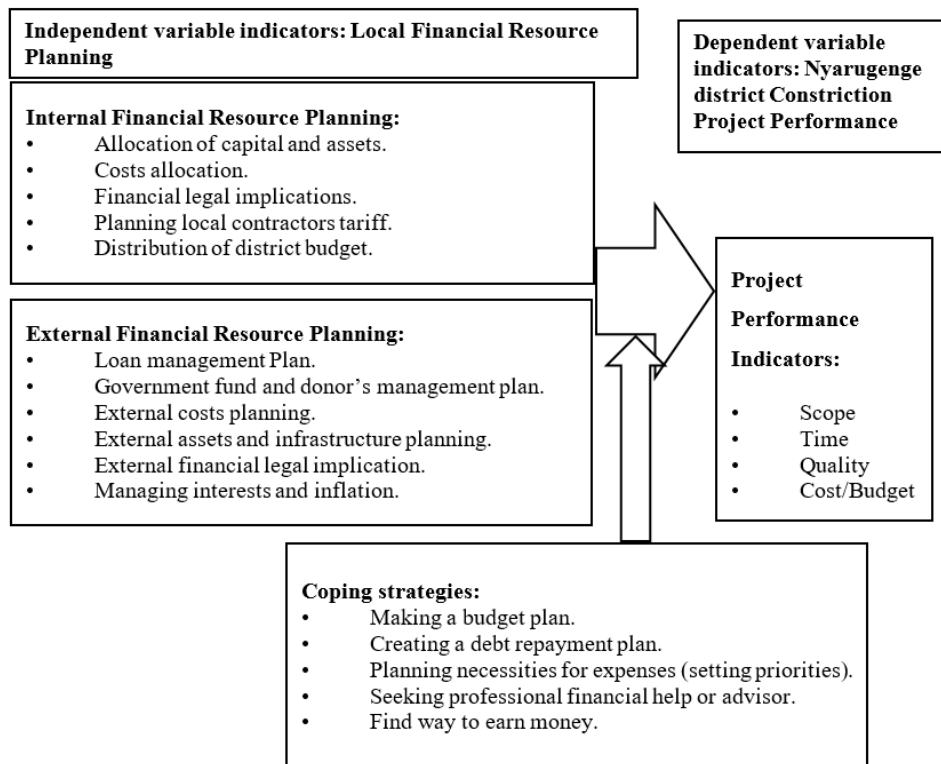 Independent variable indicators: Local Financial Resource
Planning
Dependent variable
indicators: Nyarugenge
district Constriction
Project Performance
Internal Financial Resource Planning:
• Allocation of capital and assets.
• Costs allocation.
• Financial legal implications.
• Planning local contractors tariff.
• Distribution of district budget.
External Financial Resource Planning:
• Loan management Plan.
• Government fund and donor’s management plan.
• External costs planning.
• External assets and infrastructure planning.
• External financial legal implication.
• Managing interests and inflation.
Project
Performance
Indicators:
• Scope
• Time
• Quality
• Cost/Budget
Coping strategies:
• Making a budget plan.
• Creating a debt repayment plan.
• Planning necessities for expenses (setting priorities).
• Seeking professional financial help or advisor.
• Find way to earn money.